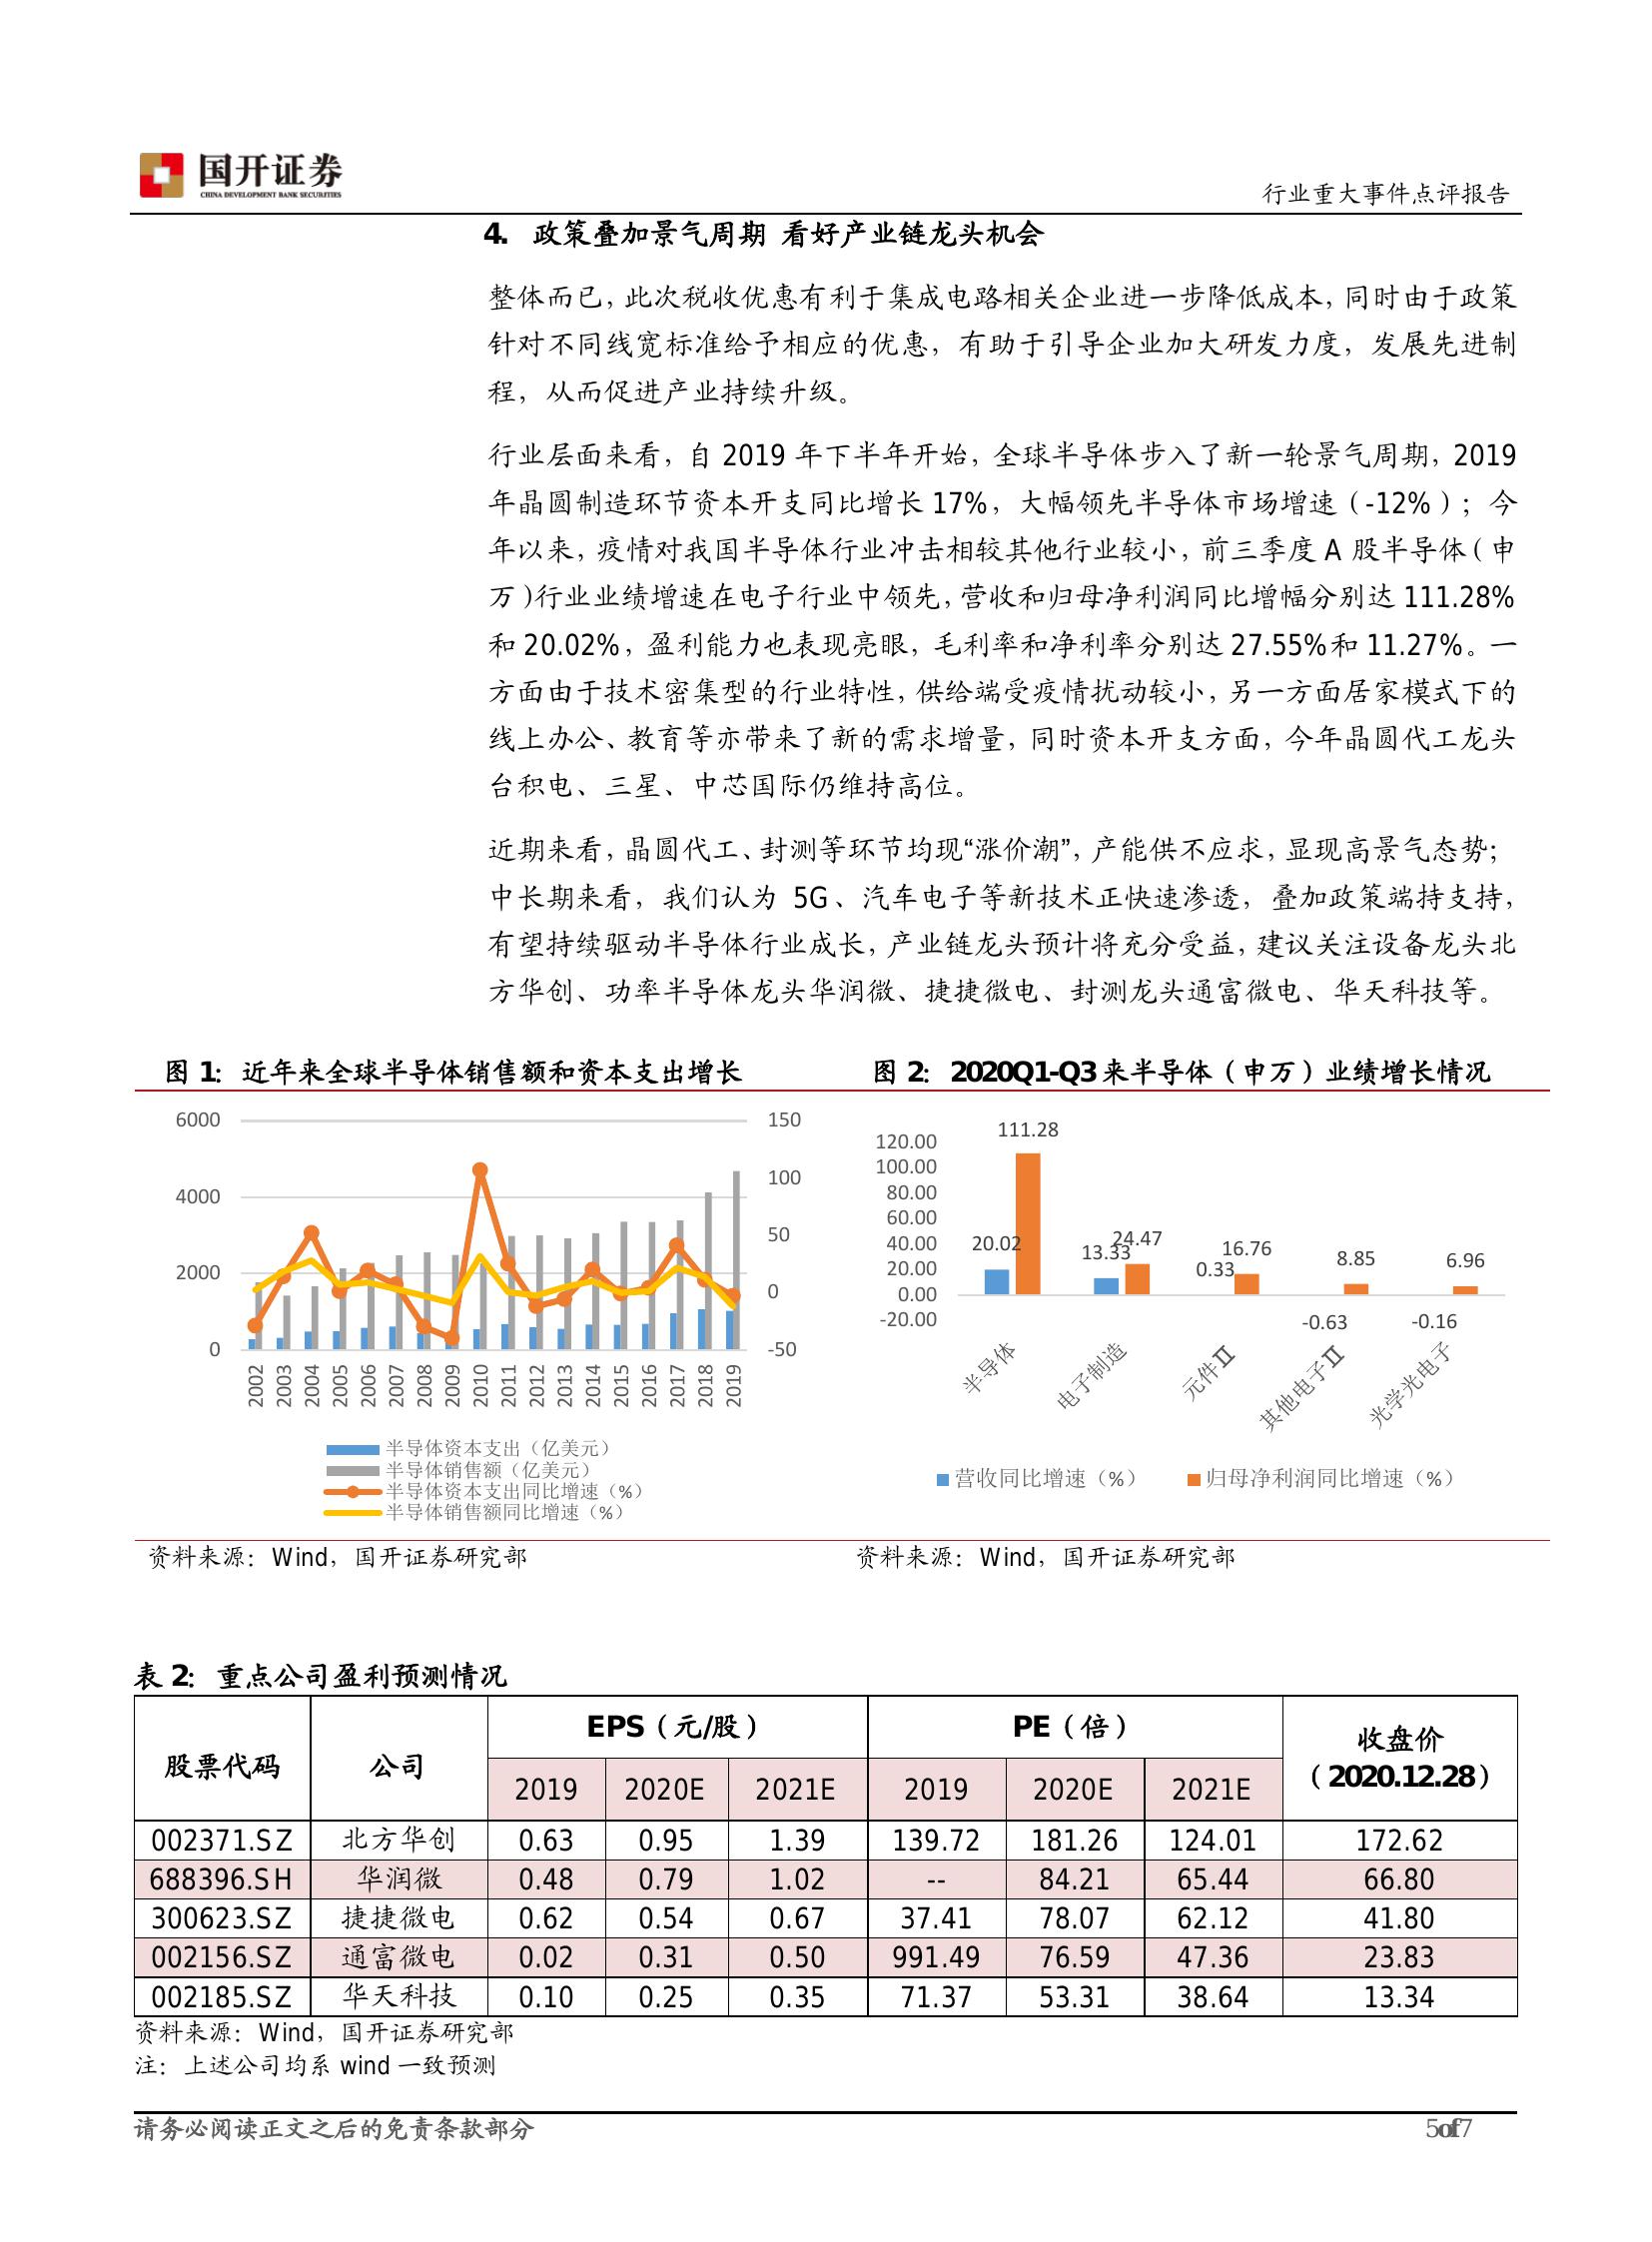 国开证券
CHINA DEVELOPMENT BANK SECURITIES
行业重大事件点评报告
4. 政策叠加景气周期 看好产业链龙头机会
整体而已，此次税收优惠有利于集成电路相关企业进一步降低成本，同时由于政策
针对不同线宽标准给予相应的优惠，有助于引导企业加大研发力度，发展先进制
程，从而促进产业持续升级。
行业层面来看，自 2019 年下半年开始，全球半导体步入了新一轮景气周期，2019
年晶圆制造环节资本开支同比增长 17%，大幅领先半导体市场增速（-12%）；今
年以来，疫情对我国半导体行业冲击相较其他行业较小，前三季度 A 股半导体（申
万）行业业绩增速在电子行业中领先，营收和归母净利润同比增幅分别达 111.28%
和 20.02%，盈利能力也表现亮眼，毛利率和净利率分别达 27.55%和 11.27%。一
方面由于技术密集型的行业特性，供给端受疫情扰动较小，另一方面居家模式下的
线上办公、教育等亦带来了新的需求增量，同时资本开支方面，今年晶圆代工龙头
台积电、三星、中芯国际仍维持高位。
近期来看，晶圆代工、封测等环节均现“涨价潮”，产能供不应求，显现高景气态势；
中长期来看，我们认为 5G、汽车电子等新技术正快速渗透，叠加政策端持支持，
有望持续驱动半导体行业成长，产业链龙头预计将充分受益，建议关注设备龙头北
方华创、功率半导体龙头华润微、捷捷微电、封测龙头通富微电、华天科技等。
图 1：近年来全球半导体销售额和资本支出增长
6000
4000
2000
0
150
100
50
0
-50
2002 2003 2004 2005 2006 2007 2008 2009 2010 2011 2012 2013 2014 2015 2016 2017 2018 2019
半导体资本支出（亿美元）
半导体销售额（亿美元）
半导体资本支出同比增速（%）
半导体销售额同比增速（%）
资料来源：Wind，国开证券研究部
图 2：2020Q1-Q3 来半导体（申万）业绩增长情况
120.00
100.00
80.00
60.00
40.00
20.00
0.00
-20.00
20.02 111.28
13.33 24.47
0.33 16.76
-0.63 8.85
-0.16 6.96
半导体 电子制造 元件Ⅱ 其他电子Ⅱ 光学光电子
营收同比增速（%） 归母净利润同比增速（%）
资料来源：Wind，国开证券研究部
表 2：重点公司盈利预测情况
股票代码 公司 EPS（元/股） PE（倍） 收盘价
（2020.12.28）
2019 2020E 2021E 2019 2020E 2021E
002371.SZ 北方华创 0.63 0.95 1.39 139.72 181.26 124.01 172.62
688396.SH 华润微 0.48 0.79 1.02 -- 84.21 65.44 66.80
300623.SZ 捷捷微电 0.62 0.54 0.67 37.41 78.07 62.12 41.80
002156.SZ 通富微电 0.02 0.31 0.50 991.49 76.59 47.36 23.83
002185.SZ 华天科技 0.10 0.25 0.35 71.37 53.31 38.64 13.34
资料来源：Wind，国开证券研究部
注：上述公司均系 wind 一致预测
请务必阅读正文之后的免责条款部分
5of7